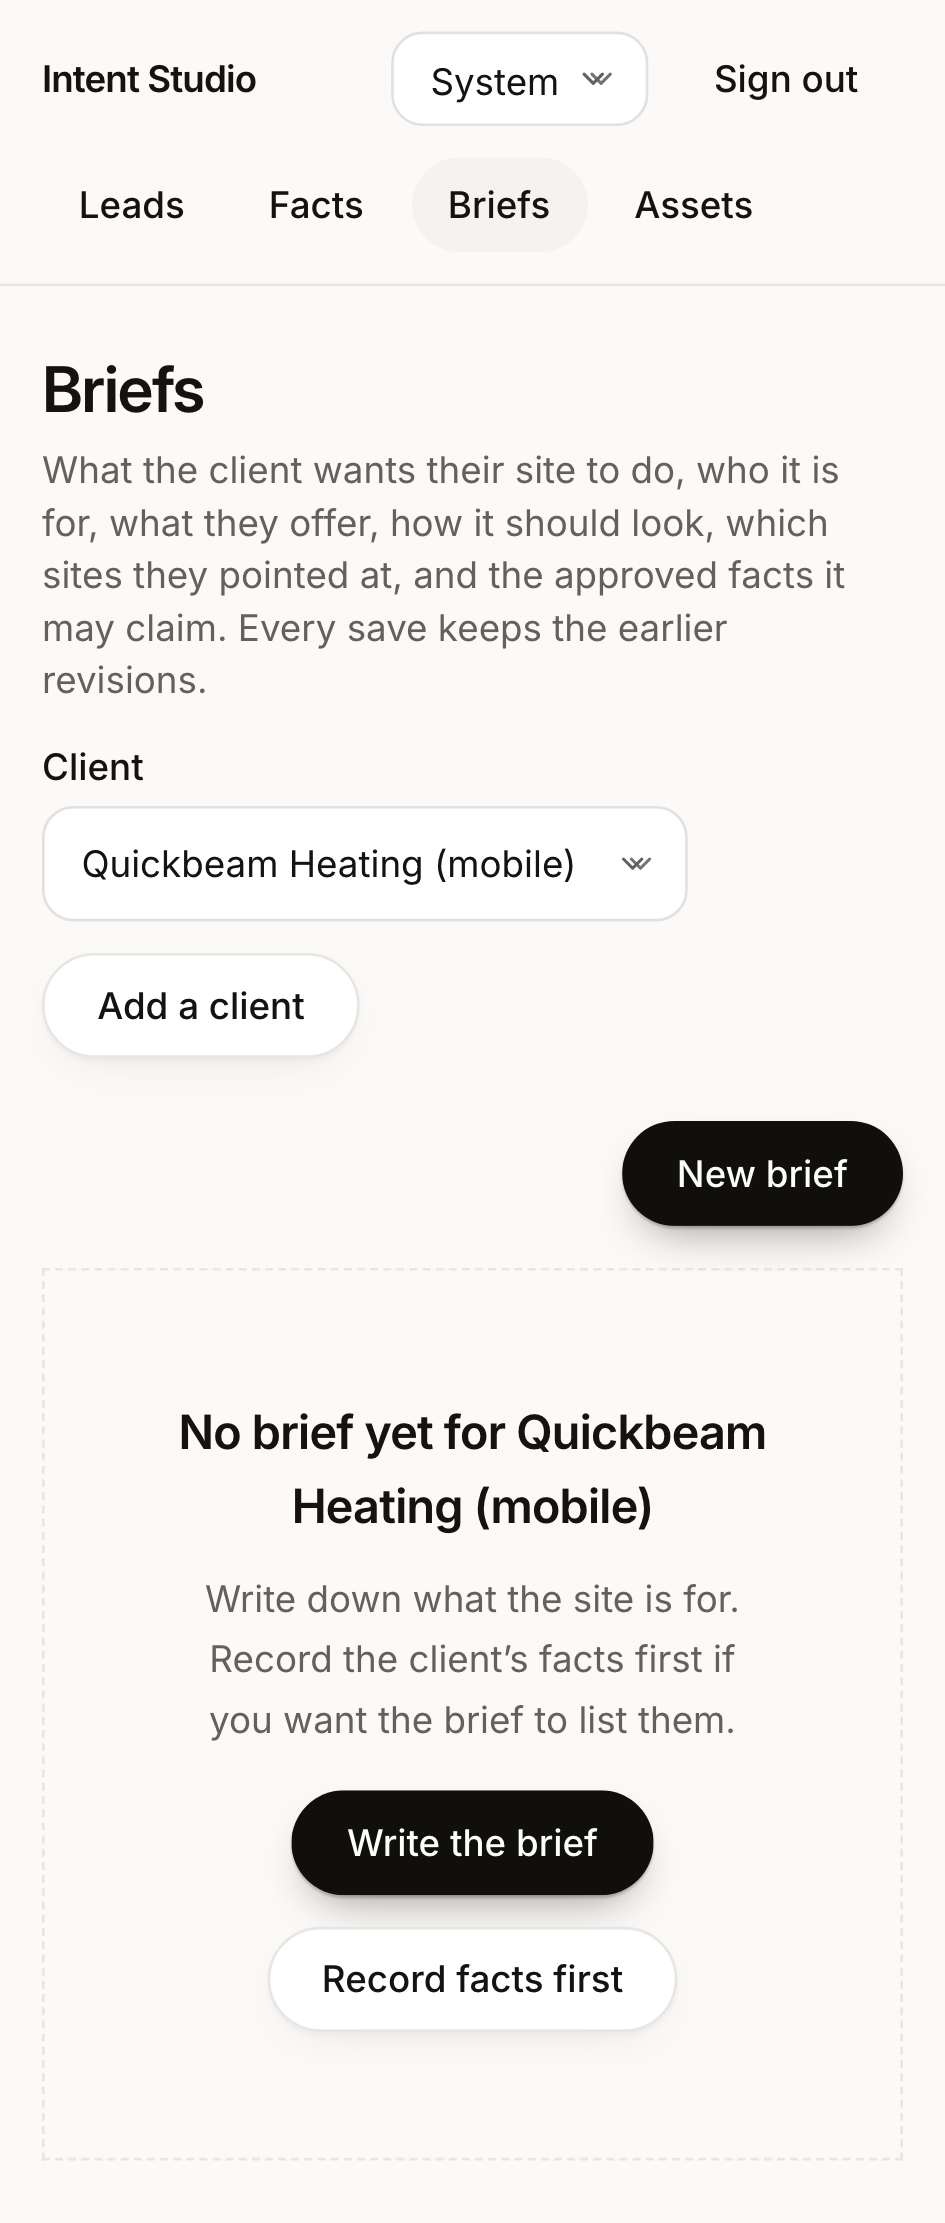 Intent Studio
System
Sign out
Leads
Facts
Briefs
Assets
Briefs
What the client wants their site to do, who it is
for, what they offer, how it should look, which
sites they pointed at, and the approved facts it
may claim. Every save keeps the earlier
revisions.
Client
Quickbeam Heating (mobile)
Add a client
New brief
No brief yet for Quickbeam
Heating (mobile)
Write down what the site is for.
Record the client’s facts first if
you want the brief to list them.
Write the brief
Record facts first